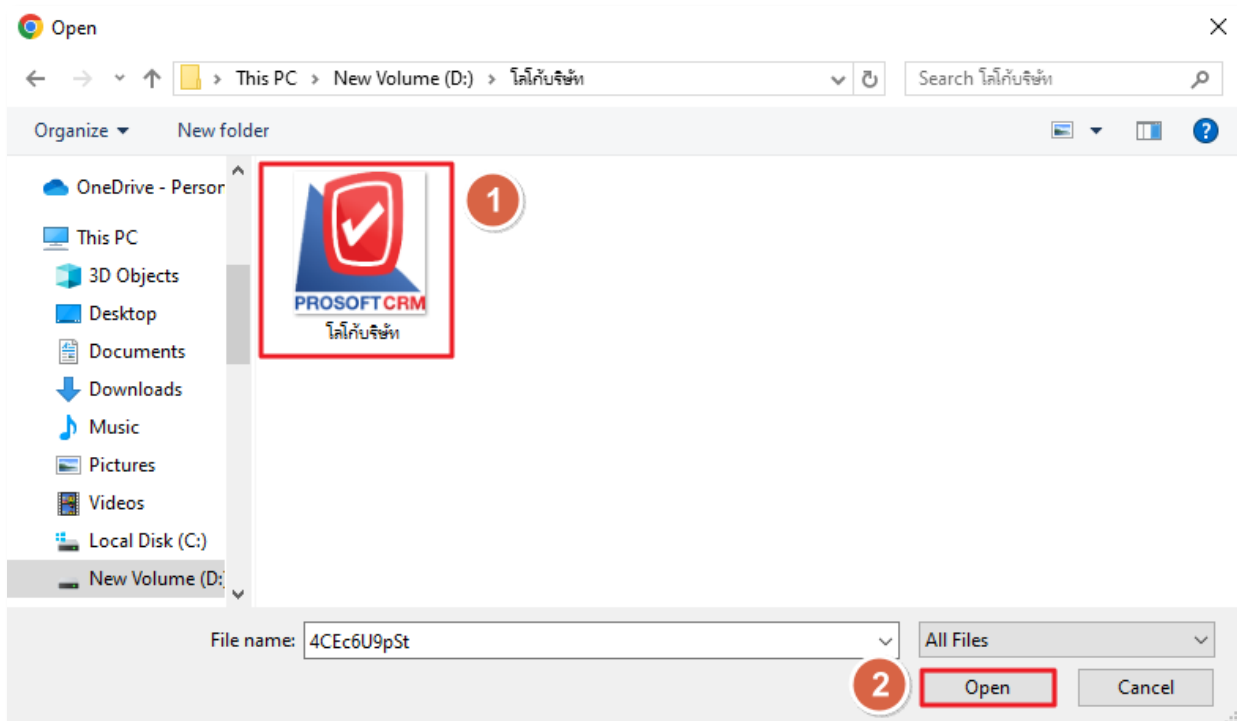 Open
This PC > New Volume (D:) > โลโก้บริษัท
Search โลโก้บริษัท
Organize
New folder
?
OneDrive - Person
This PC
3D Objects
Desktop
Documents
Downloads
Music
Pictures
Videos
Local Disk (C:)
New Volume (D:)
1
PROSOFT CRM
โลโก้บริษัท
File name: 4CEc6U9pSt
All Files
2
Open
Cancel